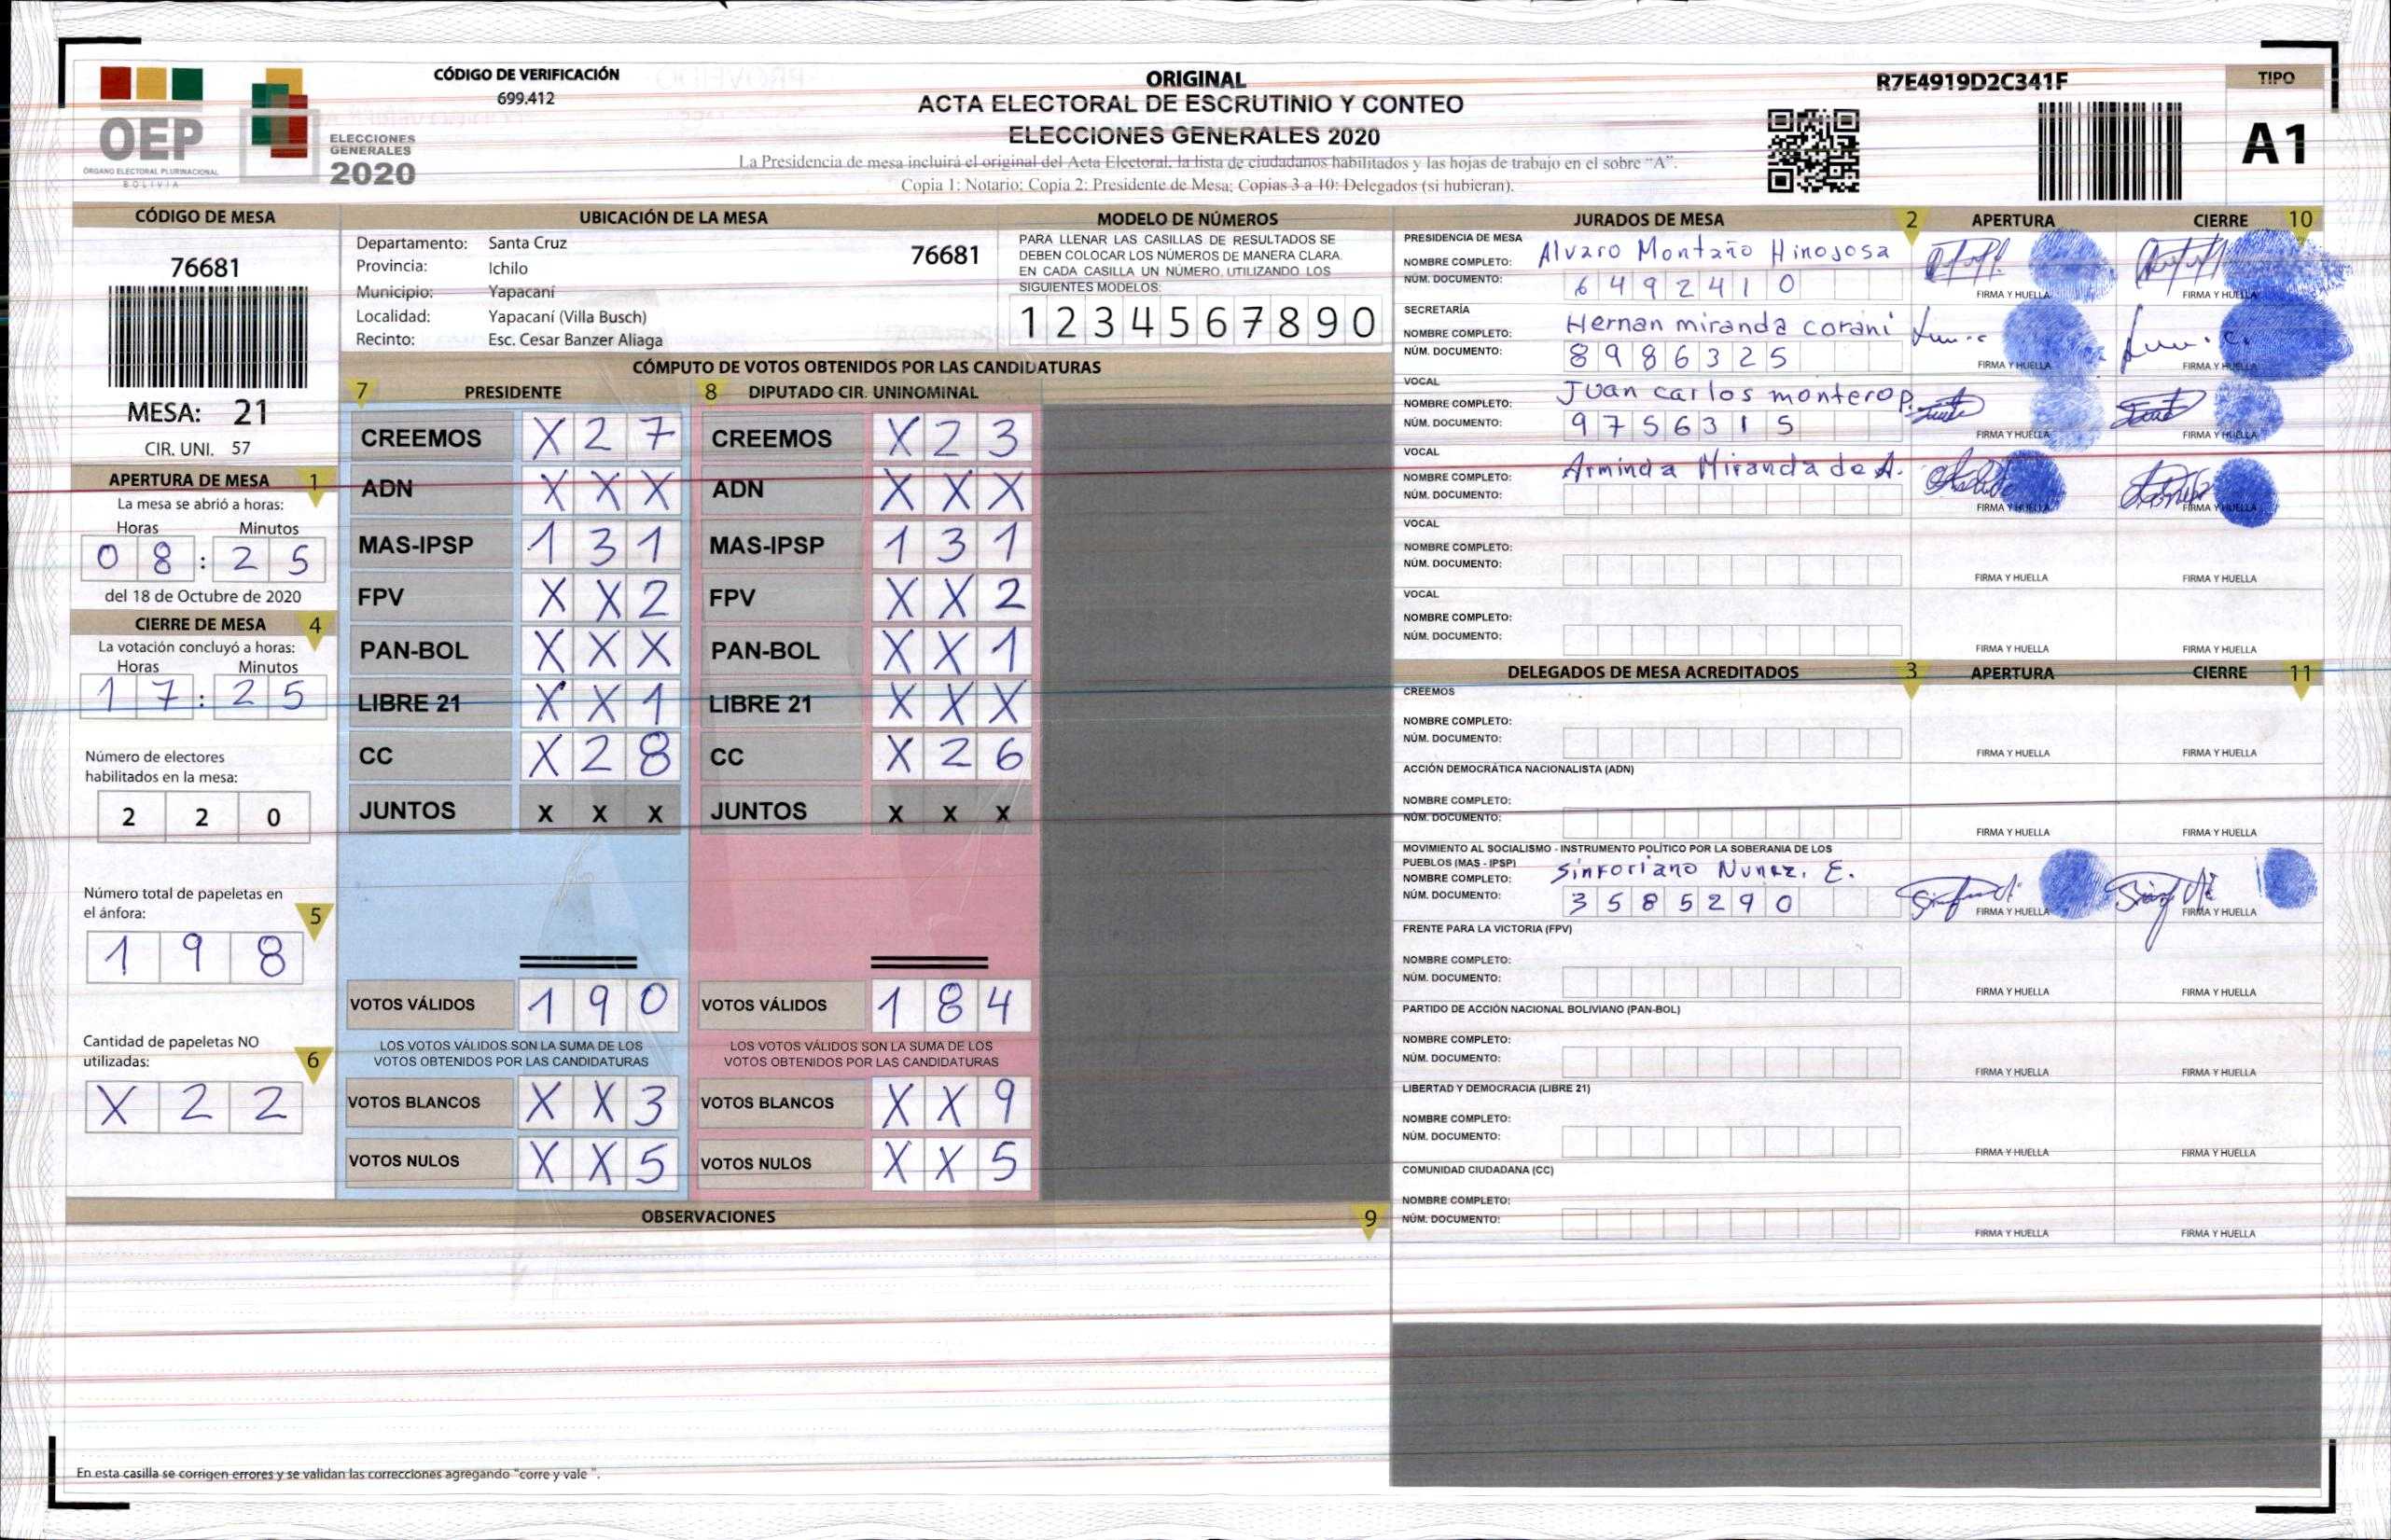 CÓDIGO DE VERIFICACIÓN
699.412
OEP
ÓRGANO ELECTORAL PLURINACIONAL
BOLIVIA
ELECCIONES
GENERALES
2020
ORIGINAL
ACTA ELECTORAL DE ESCRUTINIO Y CONTEO
ELECCIONES GENERALES 2020
La Presidencia de mesa incluirá el original del Acta Electoral, la lista de ciudadanos habilitados y las hojas de trabajo en el sobre "A".
Copia 1: Notario; Copia 2: Presidente de Mesa; Copias 3 a 10: Delegados (si hubieran).
R7E4919D2C341F
TIPO
A1
CÓDIGO DE MESA
76681
MESA: 21
CIR. UNI. 57
UBICACIÓN DE LA MESA
Departamento: Santa Cruz
76681
Provincia: Ichilo
Municipio: Yapacaní
Localidad: Yapacaní (Villa Busch)
Recinto: Esc. Cesar Banzer Aliaga
MODELO DE NÚMEROS
PARA LLENAR LAS CASILLAS DE RESULTADOS SE
DEBEN COLOCAR LOS NÚMEROS DE MANERA CLARA.
EN CADA CASILLA UN NÚMERO, UTILIZANDO LOS
SIGUIENTES MODELOS:
1 2 3 4 5 6 7 8 9 0
APERTURA DE MESA 1
La mesa se abrió a horas:
Horas Minutos
0 8 : 2 5
del 18 de Octubre de 2020
CIERRE DE MESA 4
La votación concluyó a horas:
Horas Minutos
1 7 : 2 5
Número de electores
habilitados en la mesa:
2 2 0
Número total de papeletas en
el ánfora: 5
1 9 8
Cantidad de papeletas NO
utilizadas: 6
X 2 2
CÓMPUTO DE VOTOS OBTENIDOS POR LAS CANDIDATURAS
7 PRESIDENTE 8 DIPUTADO CIR. UNINOMINAL
CREEMOS X 2 7 CREEMOS X 2 3
ADN X X X ADN X X X
MAS-IPSP 1 3 1 MAS-IPSP 1 3 1
FPV X X 2 FPV X X 2
PAN-BOL X X X PAN-BOL X X 1
LIBRE 21 X X 1 LIBRE 21 X X X
CC X 2 8 CC X 2 6
JUNTOS X X X JUNTOS X X X
VOTOS VÁLIDOS 1 9 0 VOTOS VÁLIDOS 1 8 4
LOS VOTOS VÁLIDOS SON LA SUMA DE LOS LOS VOTOS VÁLIDOS SON LA SUMA DE LOS
VOTOS OBTENIDOS POR LAS CANDIDATURAS VOTOS OBTENIDOS POR LAS CANDIDATURAS
VOTOS BLANCOS X X 3 VOTOS BLANCOS X X 9
VOTOS NULOS X X 5 VOTOS NULOS X X 5
OBSERVACIONES 9
En esta casilla se corrigen errores y se validan las correcciones agregando "corre y vale ".
JURADOS DE MESA 2 APERTURA CIERRE 10
PRESIDENCIA DE MESA
NOMBRE COMPLETO: Alvaro Montaño Hinojosa
NÚM. DOCUMENTO: 6 4 9 2 4 1 0
FIRMA Y HUELLA FIRMA Y HUELLA
SECRETARÍA
NOMBRE COMPLETO: Hernan miranda corani
NÚM. DOCUMENTO: 8 9 8 6 3 2 5
FIRMA Y HUELLA FIRMA Y HUELLA
VOCAL
NOMBRE COMPLETO: Juan carlos montero P.
NÚM. DOCUMENTO: 9 7 5 6 3 1 5
FIRMA Y HUELLA FIRMA Y HUELLA
VOCAL
NOMBRE COMPLETO: Arminda Miranda de A.
NÚM. DOCUMENTO:
FIRMA Y HUELLA FIRMA Y HUELLA
VOCAL
NOMBRE COMPLETO:
NÚM. DOCUMENTO:
FIRMA Y HUELLA FIRMA Y HUELLA
VOCAL
NOMBRE COMPLETO:
NÚM. DOCUMENTO:
FIRMA Y HUELLA FIRMA Y HUELLA
DELEGADOS DE MESA ACREDITADOS 3 APERTURA CIERRE 11
CREEMOS
NOMBRE COMPLETO:
NÚM. DOCUMENTO:
FIRMA Y HUELLA FIRMA Y HUELLA
ACCIÓN DEMOCRÁTICA NACIONALISTA (ADN)
NOMBRE COMPLETO:
NÚM. DOCUMENTO:
FIRMA Y HUELLA FIRMA Y HUELLA
MOVIMIENTO AL SOCIALISMO - INSTRUMENTO POLÍTICO POR LA SOBERANIA DE LOS
PUEBLOS (MAS - IPSP)
NOMBRE COMPLETO: Sinforiano Nunez. E.
NÚM. DOCUMENTO: 3 5 8 5 2 9 0
FIRMA Y HUELLA FIRMA Y HUELLA
FRENTE PARA LA VICTORIA (FPV)
NOMBRE COMPLETO:
NÚM. DOCUMENTO:
FIRMA Y HUELLA FIRMA Y HUELLA
PARTIDO DE ACCIÓN NACIONAL BOLIVIANO (PAN-BOL)
NOMBRE COMPLETO:
NÚM. DOCUMENTO:
FIRMA Y HUELLA FIRMA Y HUELLA
LIBERTAD Y DEMOCRACIA (LIBRE 21)
NOMBRE COMPLETO:
NÚM. DOCUMENTO:
FIRMA Y HUELLA FIRMA Y HUELLA
COMUNIDAD CIUDADANA (CC)
NOMBRE COMPLETO:
NÚM. DOCUMENTO:
FIRMA Y HUELLA FIRMA Y HUELLA